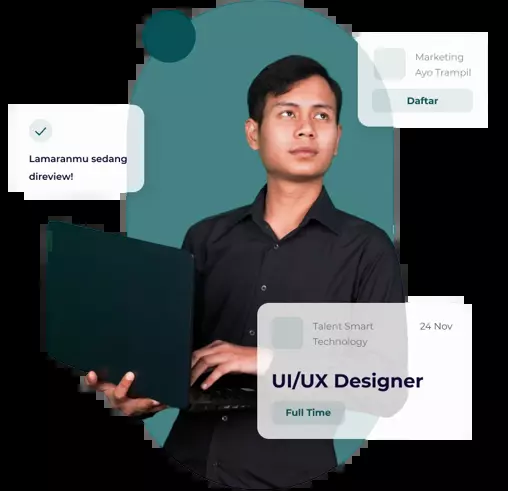 Marketing
Ayo Trampil
Daftar
Lamaranmu sedang
direview!
Talent Smart
Technology
24 Nov
UI/UX Designer
Full Time